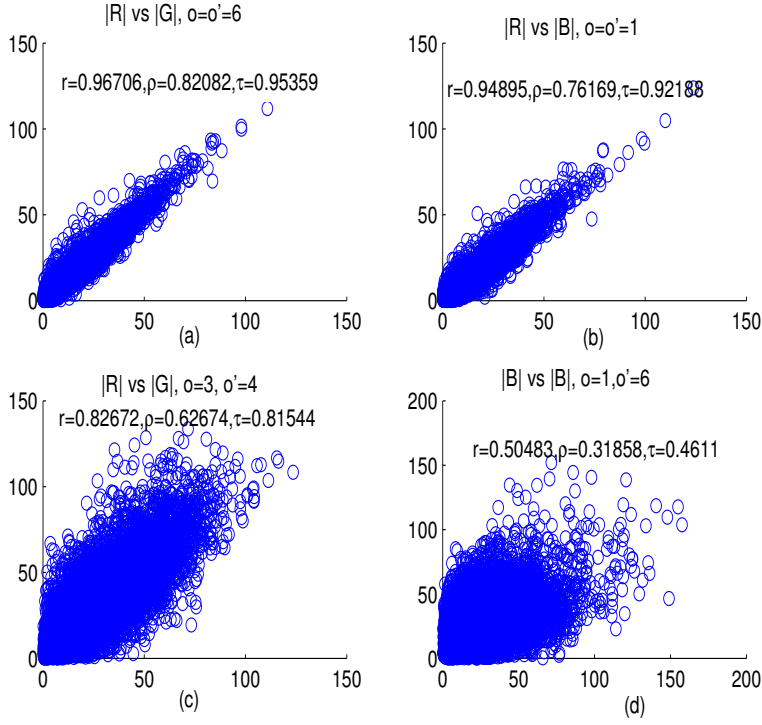 |R| vs |G|, o=o'=6
r=0.96706,ρ=0.82082,τ=0.95359
150
100
50
0
0 50 100 150
(a)
|R| vs |B|, o=o'=1
r=0.94895,ρ=0.76169,τ=0.92188
150
100
50
0
0 50 100 150
(b)
|R| vs |G|, o=3, o'=4
r=0.82672,ρ=0.62674,τ=0.81544
150
100
50
0
0 50 100 150
(c)
|B| vs |B|, o=1,o'=6
r=0.50483,ρ=0.31858,τ=0.4611
200
150
100
50
0
0 50 100 150 200
(d)